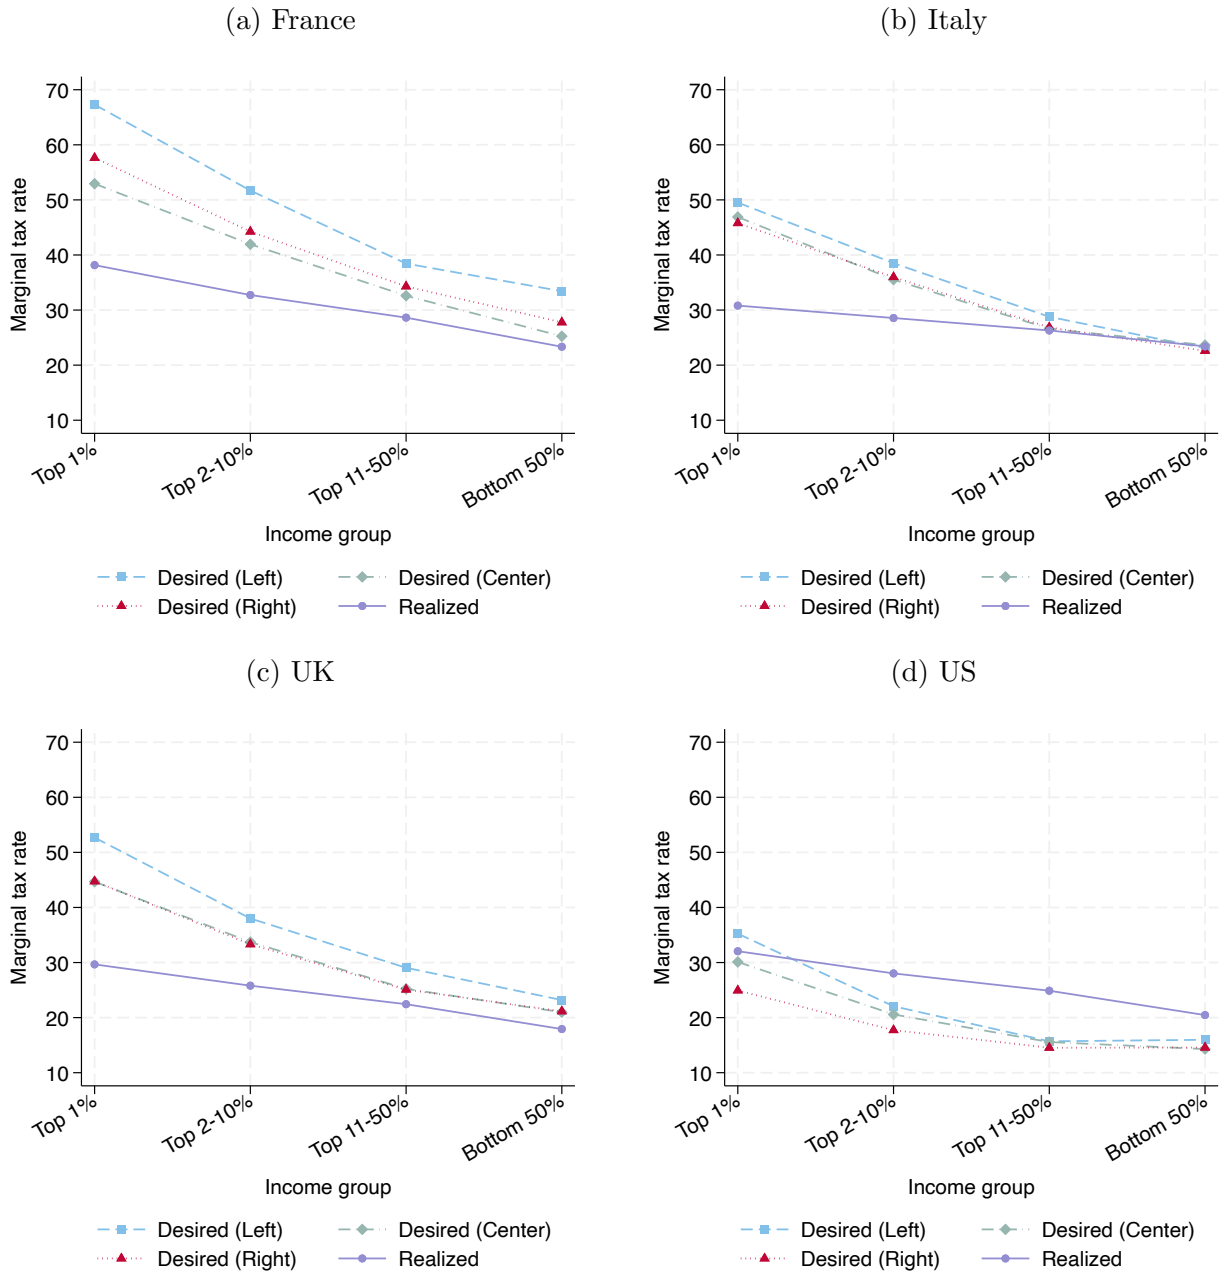 (a) France
70
60
50
40
30
20
10
Marginal tax rate
Top 1%
Top 2-10%
Top 11-50%
Bottom 50%
Income group
Desired (Left)
Desired (Center)
Desired (Right)
Realized
(b) Italy
70
60
50
40
30
20
10
Marginal tax rate
Top 1%
Top 2-10%
Top 11-50%
Bottom 50%
Income group
Desired (Left)
Desired (Center)
Desired (Right)
Realized
(c) UK
70
60
50
40
30
20
10
Marginal tax rate
Top 1%
Top 2-10%
Top 11-50%
Bottom 50%
Income group
Desired (Left)
Desired (Center)
Desired (Right)
Realized
(d) US
70
60
50
40
30
20
10
Marginal tax rate
Top 1%
Top 2-10%
Top 11-50%
Bottom 50%
Income group
Desired (Left)
Desired (Center)
Desired (Right)
Realized